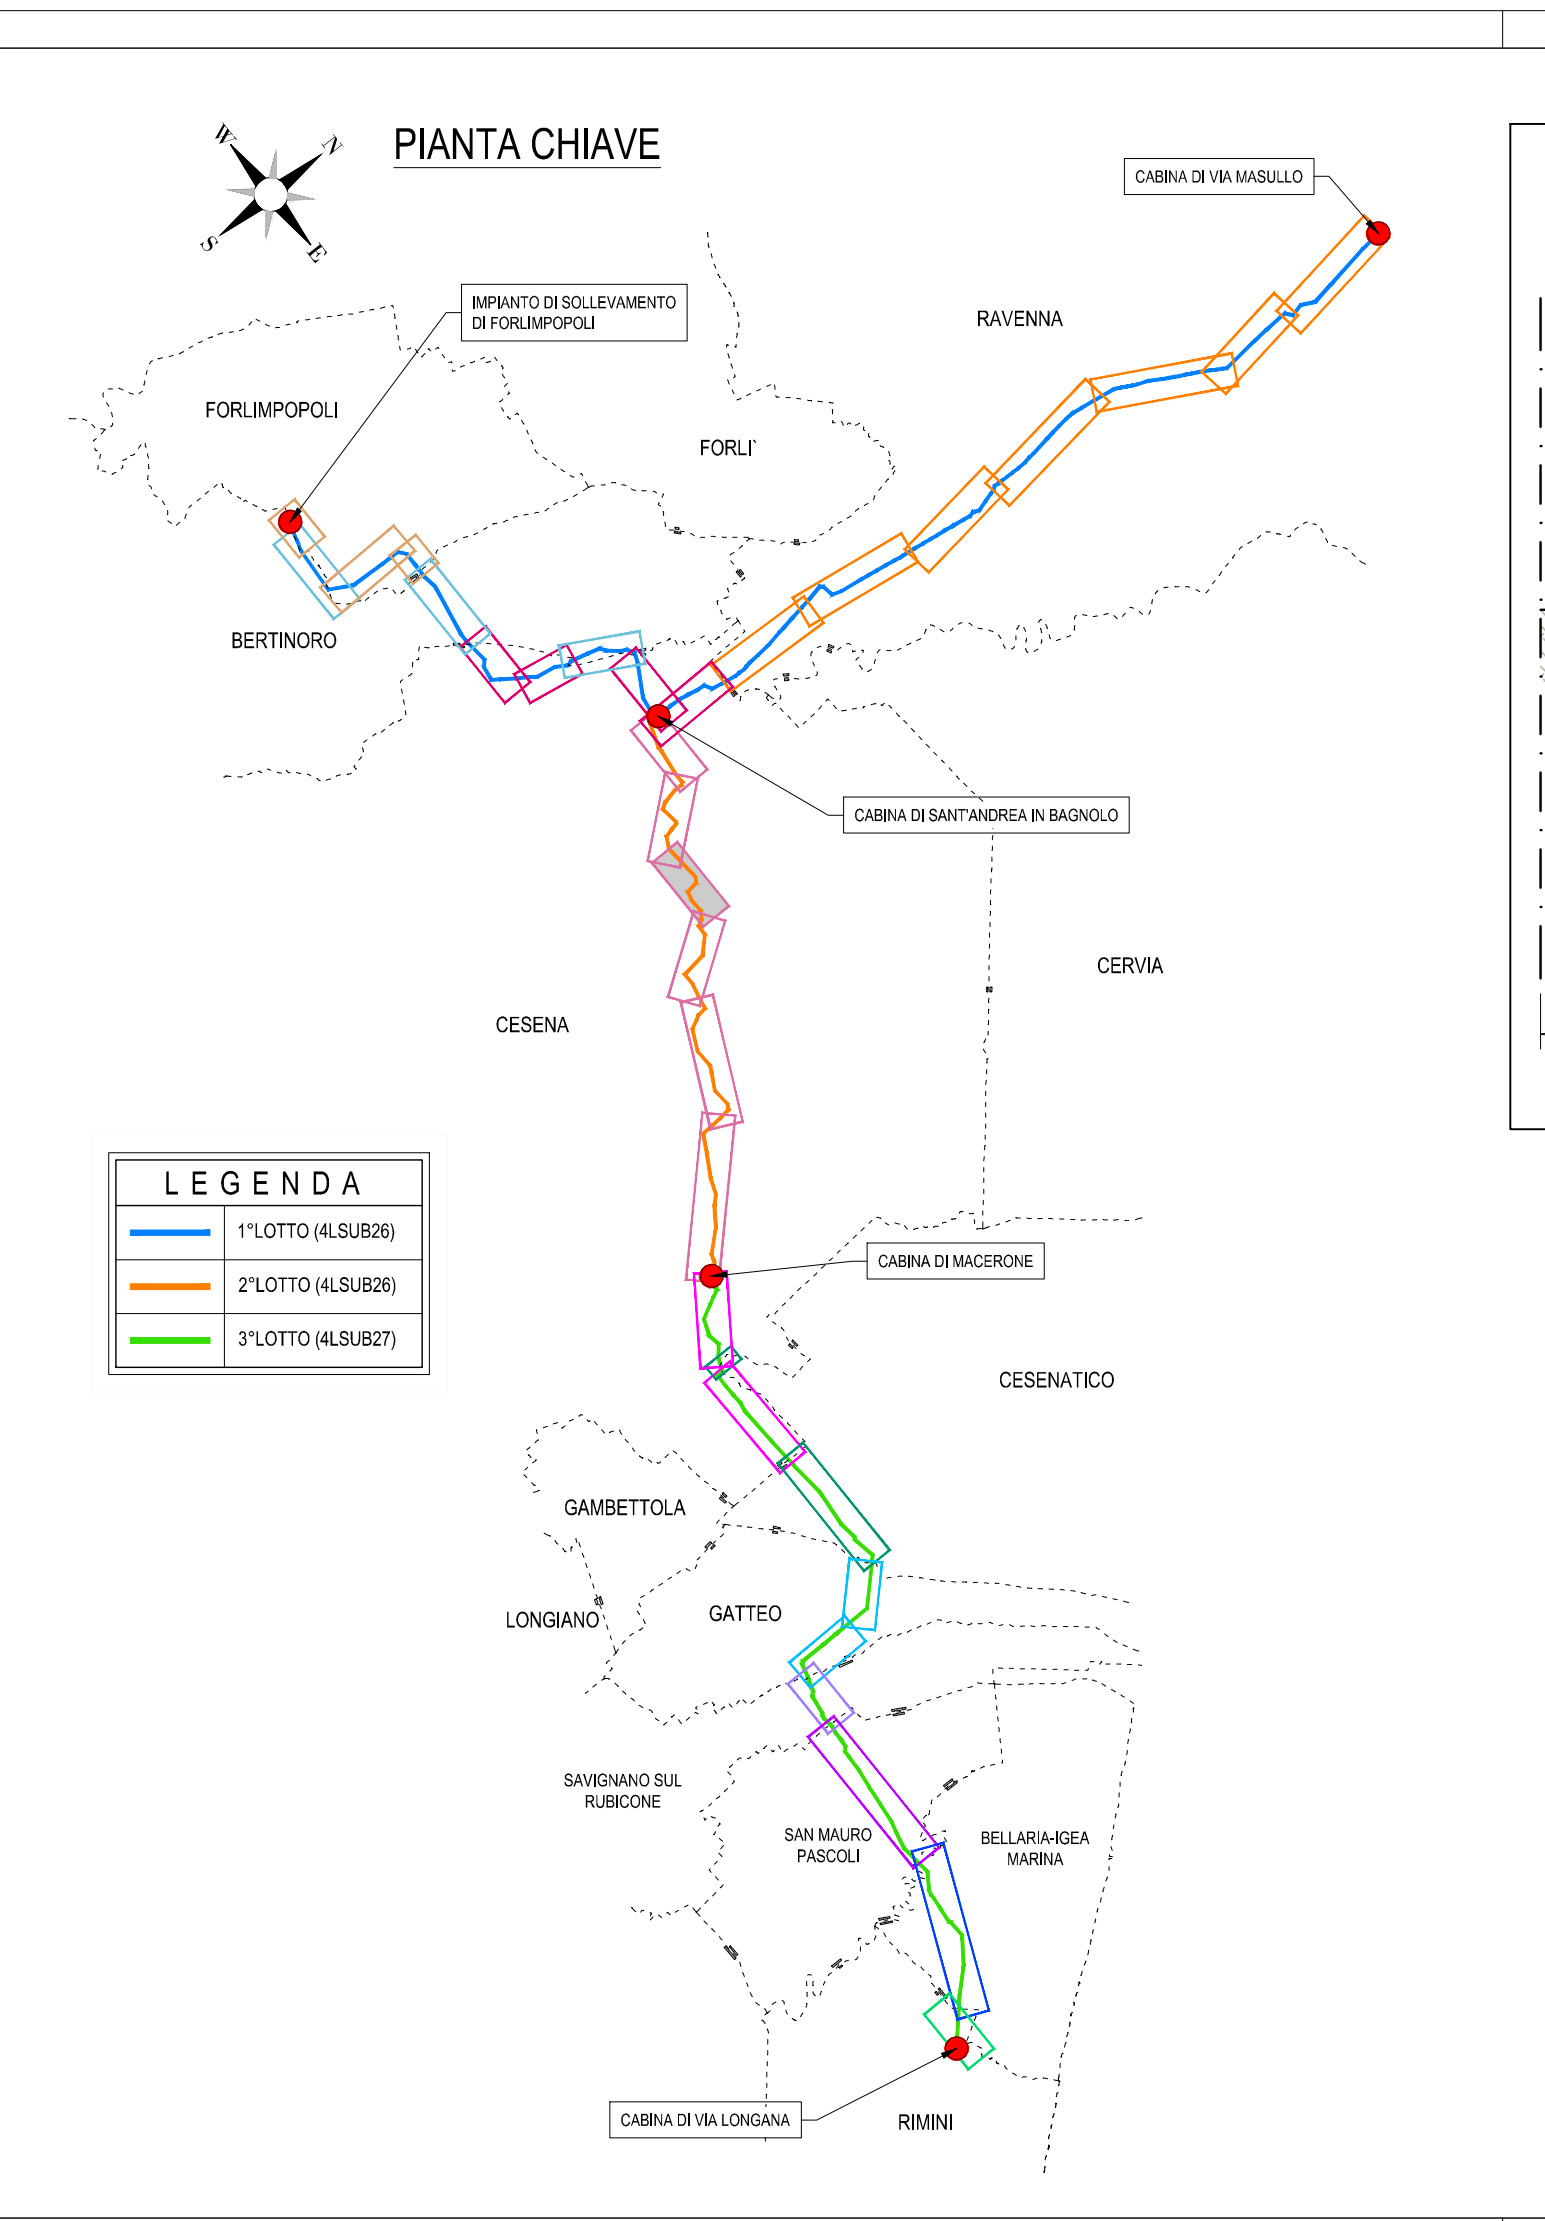 W
N
S
E
PIANTA CHIAVE
CABINA DI VIA MASULLO
IMPIANTO DI SOLLEVAMENTO
DI FORLIMPOPOLI
RAVENNA
FORLIMPOPOLI
FORLI`
BERTINORO
CABINA DI SANT'ANDREA IN BAGNOLO
CERVIA
CESENA
LEGENDA
1°LOTTO (4LSUB26)
2°LOTTO (4LSUB26)
3°LOTTO (4LSUB27)
CABINA DI MACERONE
CESENATICO
GAMBETTOLA
LONGIANO
GATTEO
SAVIGNANO SUL
RUBICONE
SAN MAURO
PASCOLI
BELLARIA-IGEA
MARINA
CABINA DI VIA LONGANA
RIMINI